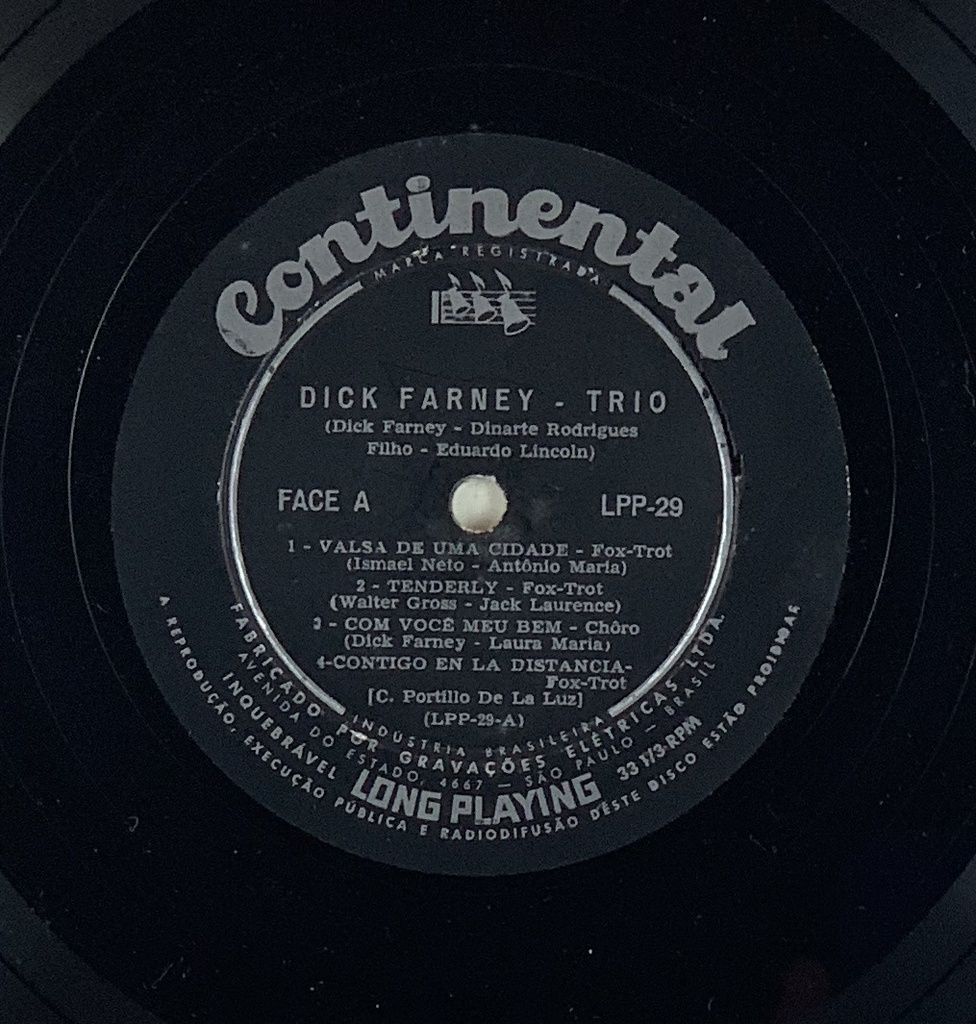 Continental
MARCA REGISTRADA
DICK FARNEY - TRIO
(Dick Farney - Dinarte Rodrigues
Filho - Eduardo Lincoln)
FACE A
LPP-29
1 - VALSA DE UMA CIDADE - Fox-Trot
(Ismael Neto - Antônio Maria)
2 - TENDERLY - Fox-Trot
(Walter Gross - Jack Laurence)
3 - COM VOCÊ MEU BEM - Chôro
(Dick Farney - Laura Maria)
4-CONTIGO EN LA DISTANCIA-
Fox-Trot
[C. Portillo De La Luz]
(LPP-29-A)
INDUSTRIA BRASILEIRA
FABRICADO POR GRAVAÇÕES ELÉTRICAS LTDA.
AVENIDA DO ESTADO, 4667 — SÃO PAULO — BRASIL
INQUEBRÁVEL LONG PLAYING 33 1/3-RPM
A REPRODUÇÃO, EXECUÇÃO PÚBLICA E RADIODIFUSÃO DÊSTE DISCO ESTÃO PROIBIDAS